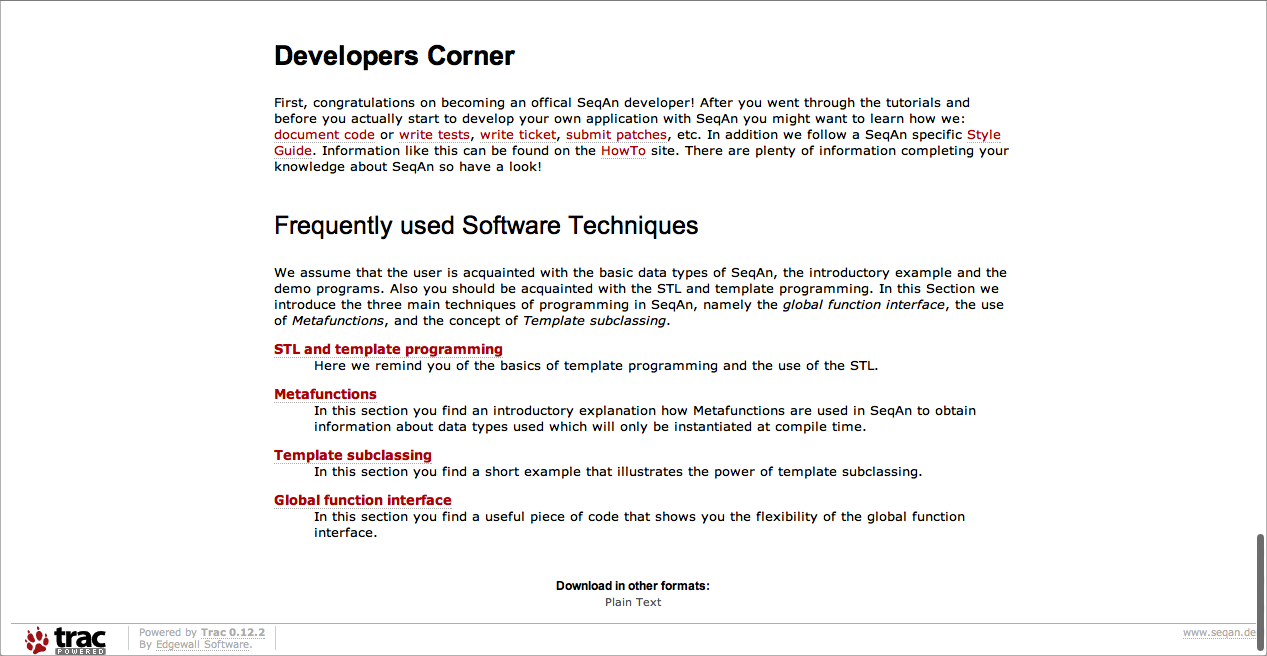 Developers Corner
First, congratulations on becoming an offical SeqAn developer! After you went through the tutorials and
before you actually start to develop your own application with SeqAn you might want to learn how we:
document code or write tests, write ticket, submit patches, etc. In addition we follow a SeqAn specific Style
Guide. Information like this can be found on the HowTo site. There are plenty of information completing your
knowledge about SeqAn so have a look!
Frequently used Software Techniques
We assume that the user is acquainted with the basic data types of SeqAn, the introductory example and the
demo programs. Also you should be acquainted with the STL and template programming. In this Section we
introduce the three main techniques of programming in SeqAn, namely the global function interface, the use
of Metafunctions, and the concept of Template subclassing.
STL and template programming
Here we remind you of the basics of template programming and the use of the STL.
Metafunctions
In this section you find an introductory explanation how Metafunctions are used in SeqAn to obtain
information about data types used which will only be instantiated at compile time.
Template subclassing
In this section you find a short example that illustrates the power of template subclassing.
Global function interface
In this section you find a useful piece of code that shows you the flexibility of the global function
interface.
Download in other formats:
Plain Text
trac
POWERED
Powered by Trac 0.12.2
By Edgewall Software.
www.seqan.de